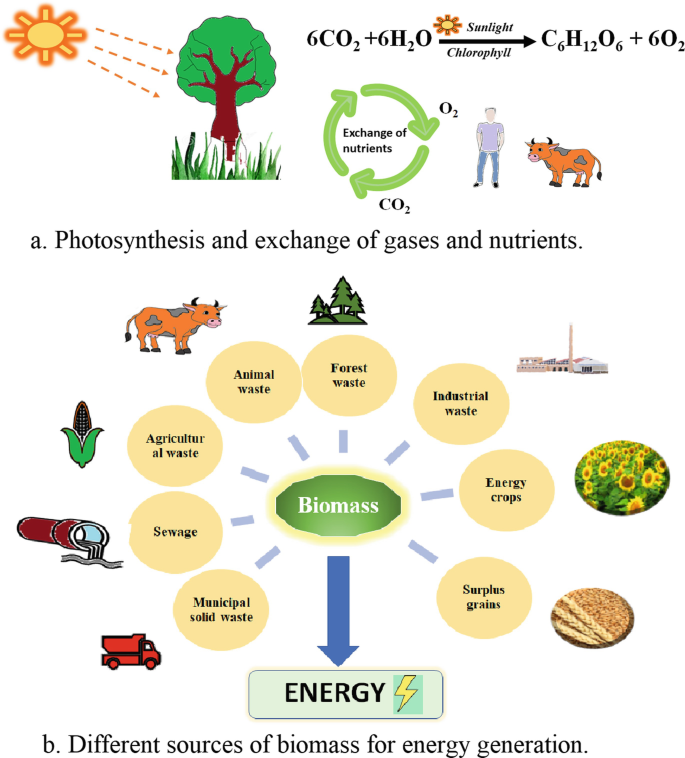 6CO₂ +6H₂O Sunlight Chlorophyll C₆H₁₂O₆ + 6O₂
O₂
Exchange of
nutrients
CO₂
a. Photosynthesis and exchange of gases and nutrients.
Animal
waste
Forest
waste
Industrial
waste
Agricultur
al waste
Energy
crops
Biomass
Sewage
Surplus
grains
Municipal
solid waste
ENERGY
b. Different sources of biomass for energy generation.